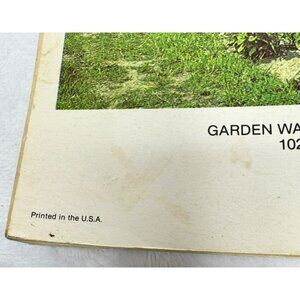 GARDEN WA
102
Printed in the U.S.A.